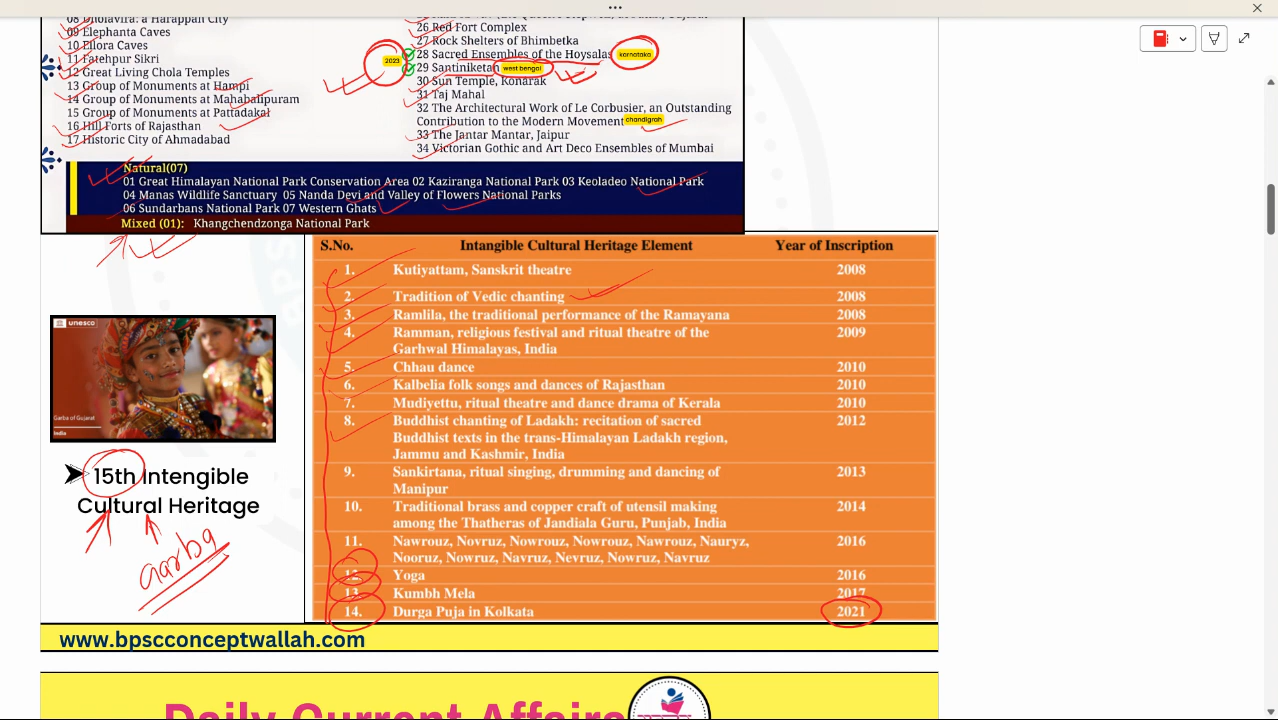 08 Dholavira: a Harappan City
09 Elephanta Caves
10 Ellora Caves
11 Fatehpur Sikri
12 Great Living Chola Temples
13 Group of Monuments at Hampi
14 Group of Monuments at Mahabalipuram
15 Group of Monuments at Pattadakal
16 Hill Forts of Rajasthan
17 Historic City of Ahmadabad
26 Red Fort Complex
27 Rock Shelters of Bhimbetka
28 Sacred Ensembles of the Hoysalas karnataka
2023
29 Santiniketan west bengal
30 Sun Temple, Konarak
31 Taj Mahal
32 The Architectural Work of Le Corbusier, an Outstanding
Contribution to the Modern Movement chandigrah
33 The Jantar Mantar, Jaipur
34 Victorian Gothic and Art Deco Ensembles of Mumbai
Natural(07)
01 Great Himalayan National Park Conservation Area 02 Kaziranga National Park 03 Keoladeo National Park
04 Manas Wildlife Sanctuary 05 Nanda Devi and Valley of Flowers National Parks
06 Sundarbans National Park 07 Western Ghats
Mixed (01): Khangchendzonga National Park
S.No. Intangible Cultural Heritage Element Year of Inscription
1. Kutiyattam, Sanskrit theatre 2008
2. Tradition of Vedic chanting 2008
3. Ramlila, the traditional performance of the Ramayana 2008
4. Ramman, religious festival and ritual theatre of the 2009
Garhwal Himalayas, India
5. Chhau dance 2010
6. Kalbelia folk songs and dances of Rajasthan 2010
7. Mudiyettu, ritual theatre and dance drama of Kerala 2010
8. Buddhist chanting of Ladakh: recitation of sacred 2012
Buddhist texts in the trans-Himalayan Ladakh region,
Jammu and Kashmir, India
9. Sankirtana, ritual singing, drumming and dancing of 2013
Manipur
10. Traditional brass and copper craft of utensil making 2014
among the Thatheras of Jandiala Guru, Punjab, India
11. Nawrouz, Novruz, Nowrouz, Nowrouz, Nawrouz, Nauryz, 2016
Nooruz, Nowruz, Navruz, Nevruz, Nowruz, Navruz
12. Yoga 2016
13. Kumbh Mela 2017
14. Durga Puja in Kolkata 2021
unesco
Garba of Gujarat
India
15th Intengible
Cultural Heritage
Garba
www.bpscconceptwallah.com
Daily Current Affairs